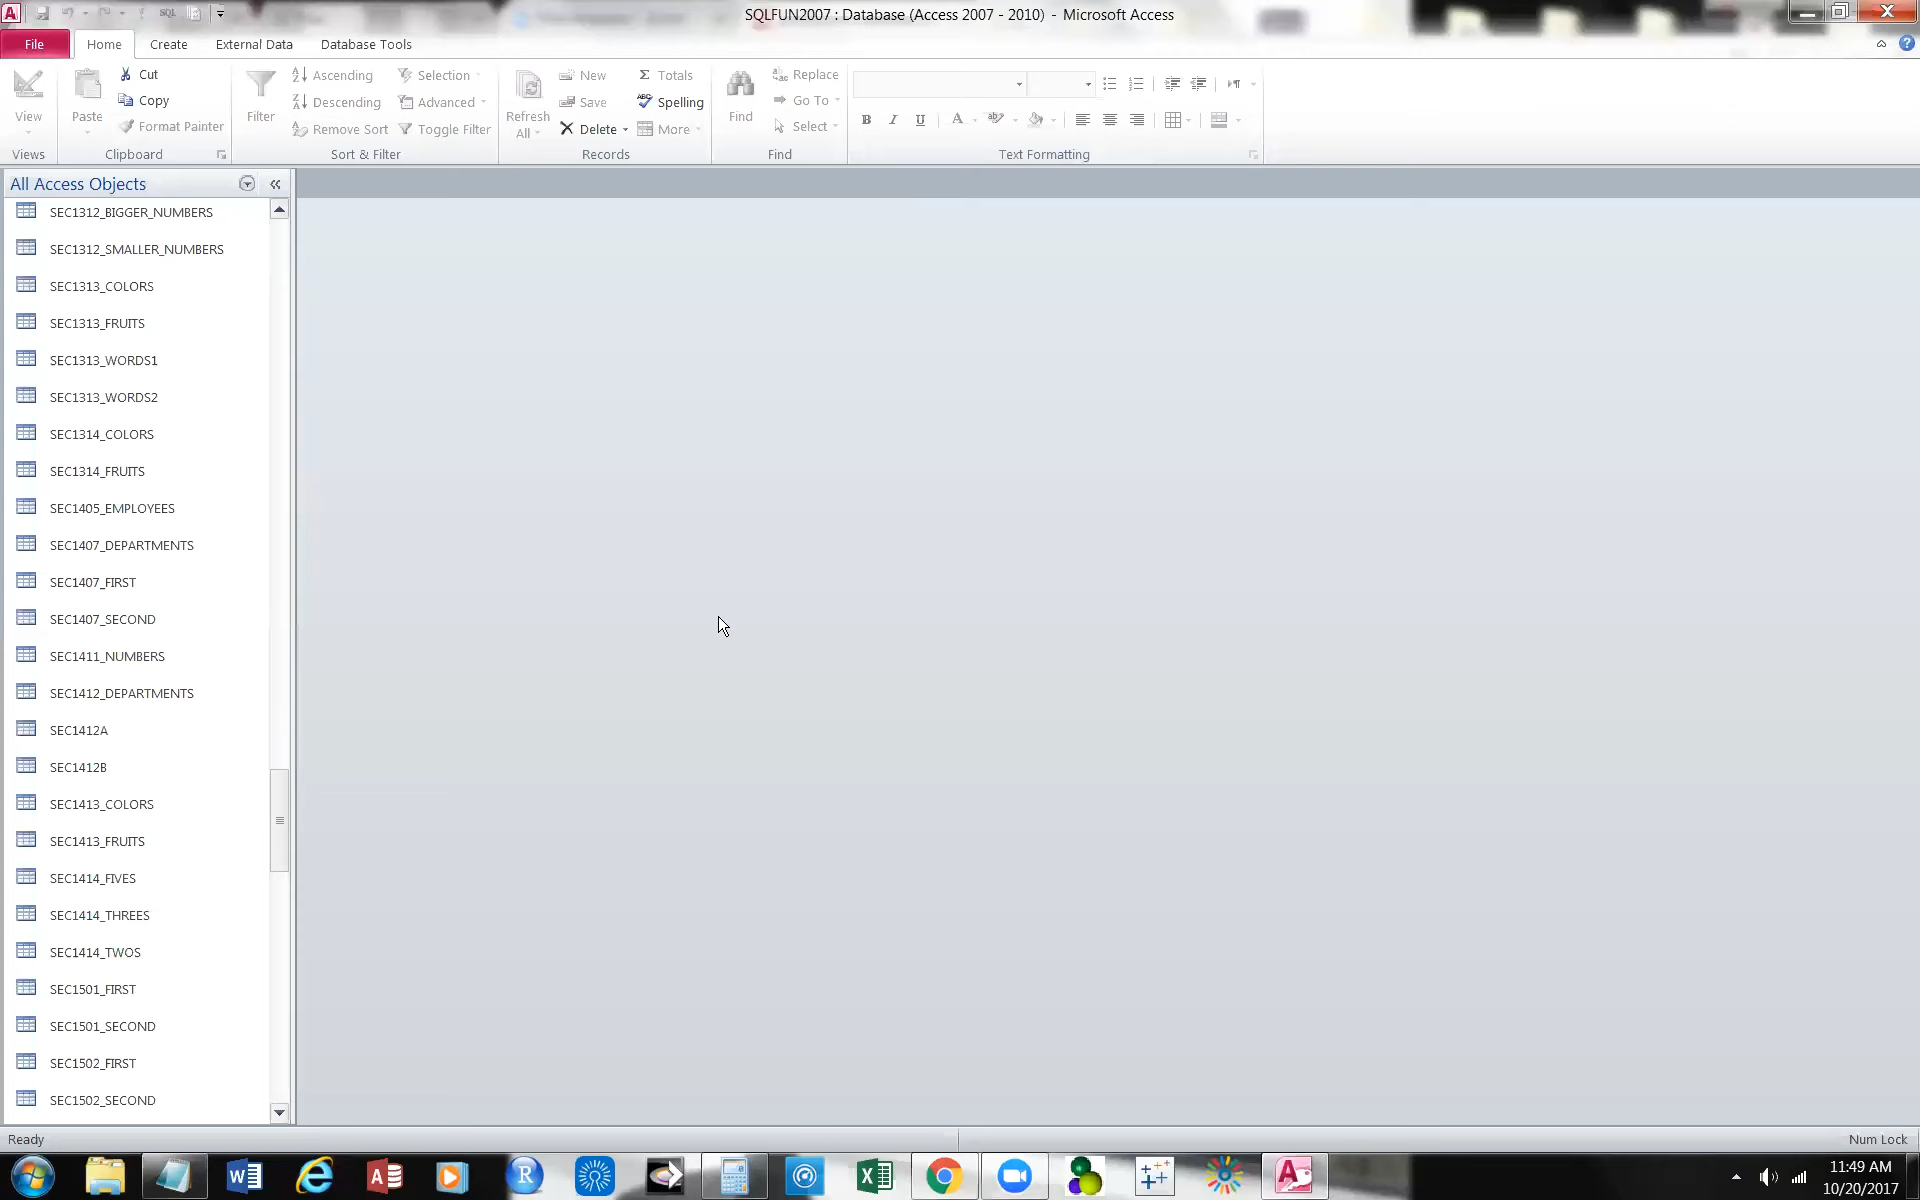 SQL
SQLFUN2007 : Database (Access 2007 - 2010) - Microsoft Access
File
Home
Create
External Data
Database Tools
View
Views
Paste
Cut
Copy
Format Painter
Clipboard
Filter
Ascending
Descending
Remove Sort
Selection
Advanced
Toggle Filter
Sort & Filter
Refresh All
New
Save
Delete
Totals
Spelling
More
Records
Find
Replace
Go To
Select
Find
B I U A
Text Formatting
All Access Objects
SEC1312_BIGGER_NUMBERS
SEC1312_SMALLER_NUMBERS
SEC1313_COLORS
SEC1313_FRUITS
SEC1313_WORDS1
SEC1313_WORDS2
SEC1314_COLORS
SEC1314_FRUITS
SEC1405_EMPLOYEES
SEC1407_DEPARTMENTS
SEC1407_FIRST
SEC1407_SECOND
SEC1411_NUMBERS
SEC1412_DEPARTMENTS
SEC1412A
SEC1412B
SEC1413_COLORS
SEC1413_FRUITS
SEC1414_FIVES
SEC1414_THREES
SEC1414_TWOS
SEC1501_FIRST
SEC1501_SECOND
SEC1502_FIRST
SEC1502_SECOND
Ready
Num Lock
11:49 AM
10/20/2017